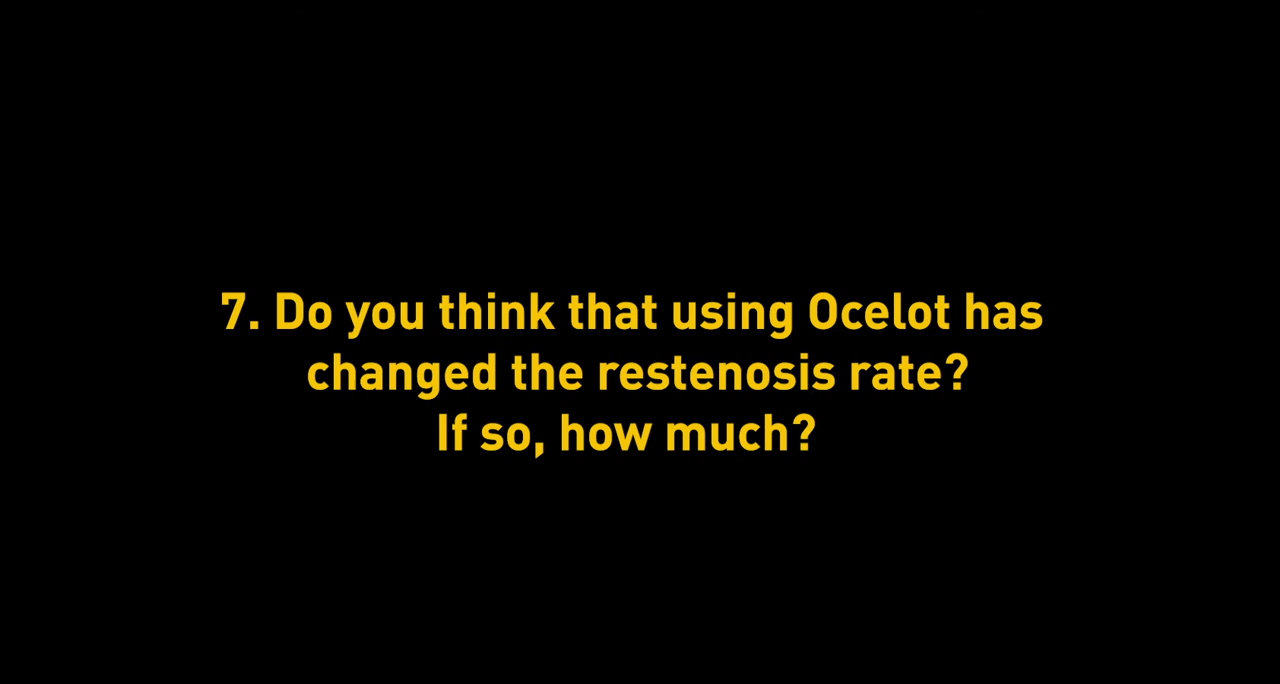 7. Do you think that using Ocelot has
changed the restenosis rate?
If so, how much?